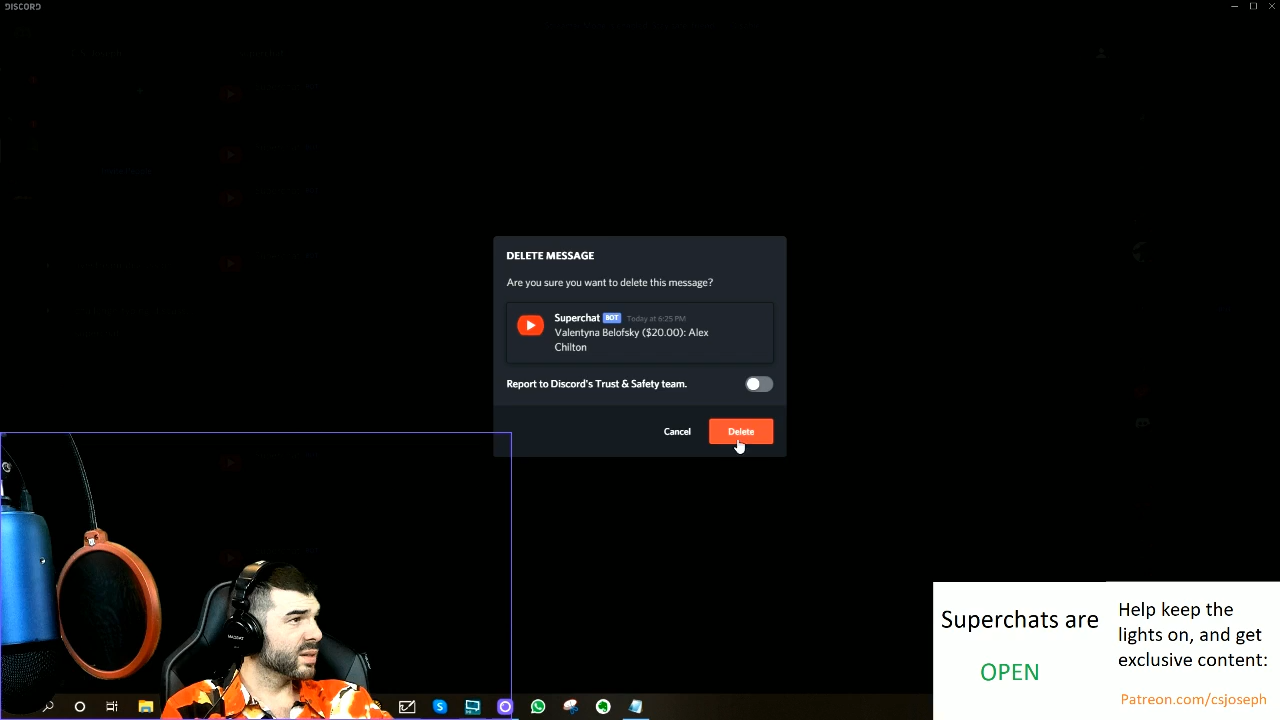 DISCORD
DELETE MESSAGE
Are you sure you want to delete this message?
Superchat BOT Today at 6:25 PM
Valentyna Belofsky ($20.00): Alex
Chilton
Report to Discord's Trust & Safety team.
Cancel
Delete
Superchats are
OPEN
Help keep the
lights on, and get
exclusive content:
Patreon.com/csjoseph